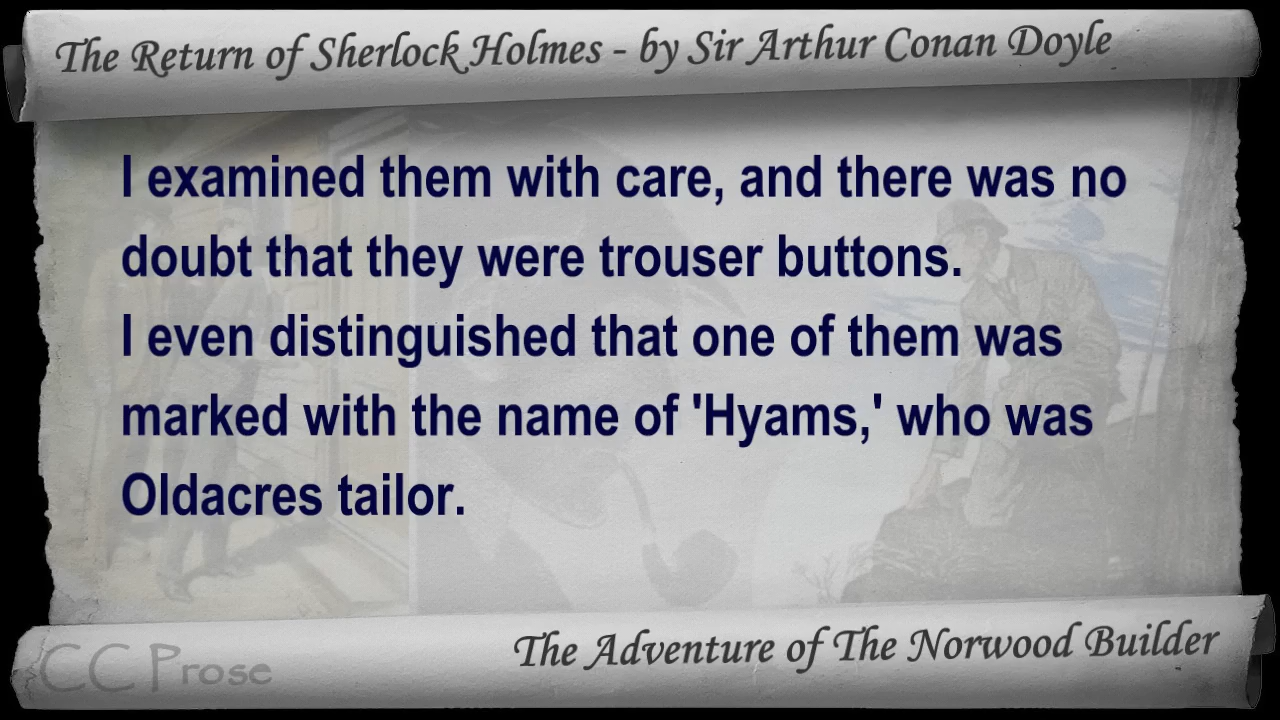 The Return of Sherlock Holmes - by Sir Arthur Conan Doyle
I examined them with care, and there was no
doubt that they were trouser buttons.
I even distinguished that one of them was
marked with the name of 'Hyams,' who was
Oldacres tailor.
The Adventure of The Norwood Builder
CC Prose